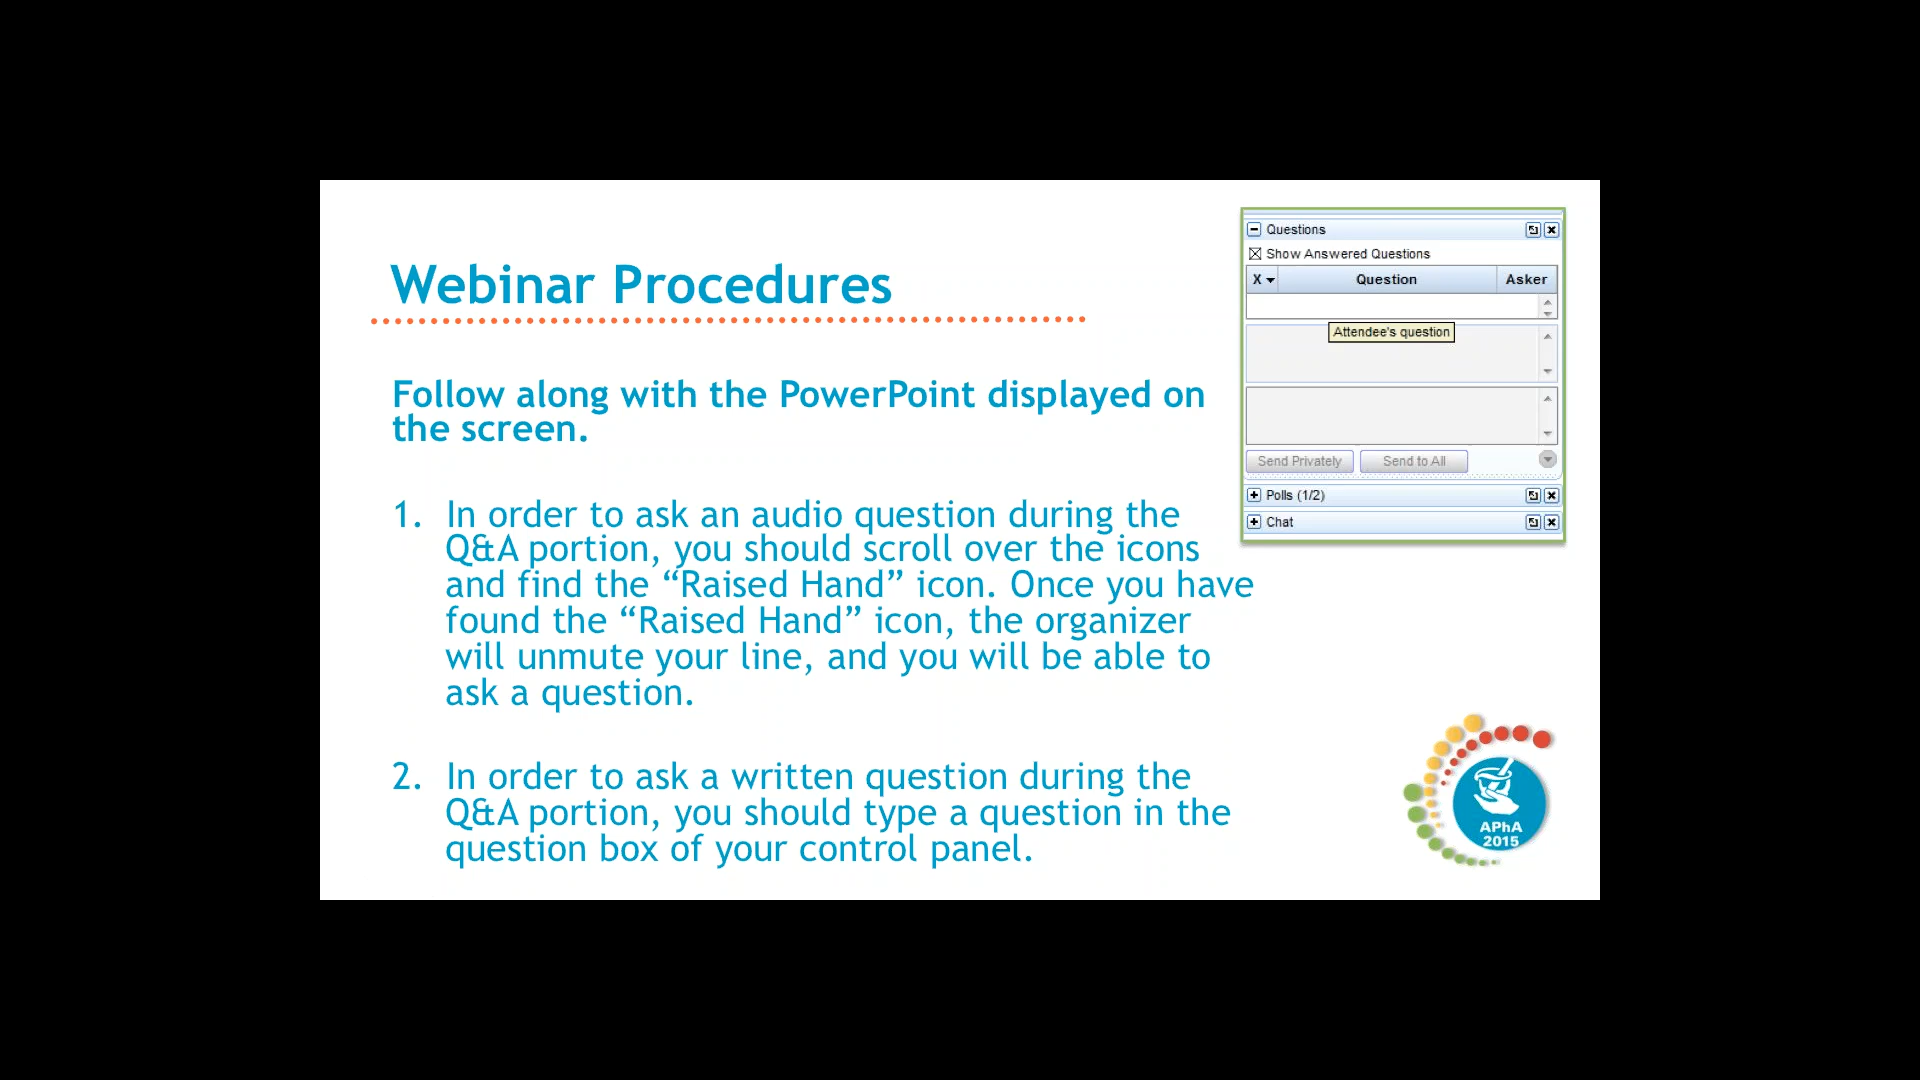 Webinar Procedures
Follow along with the PowerPoint displayed on
the screen.
1. In order to ask an audio question during the
Q&A portion, you should scroll over the icons
and find the “Raised Hand” icon. Once you have
found the “Raised Hand” icon, the organizer
will unmute your line, and you will be able to
ask a question.
2. In order to ask a written question during the
Q&A portion, you should type a question in the
question box of your control panel.
Questions
Show Answered Questions
X Question Asker
Attendee's question
Send Privately Send to All
Polls (1/2)
Chat
APhA
2015